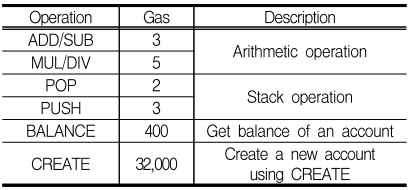 Operation Gas Description
ADD/SUB 3 Arithmetic operation
MUL/DIV 5
POP 2 Stack operation
PUSH 3
BALANCE 400 Get balance of an account
CREATE 32,000 Create a new account
using CREATE